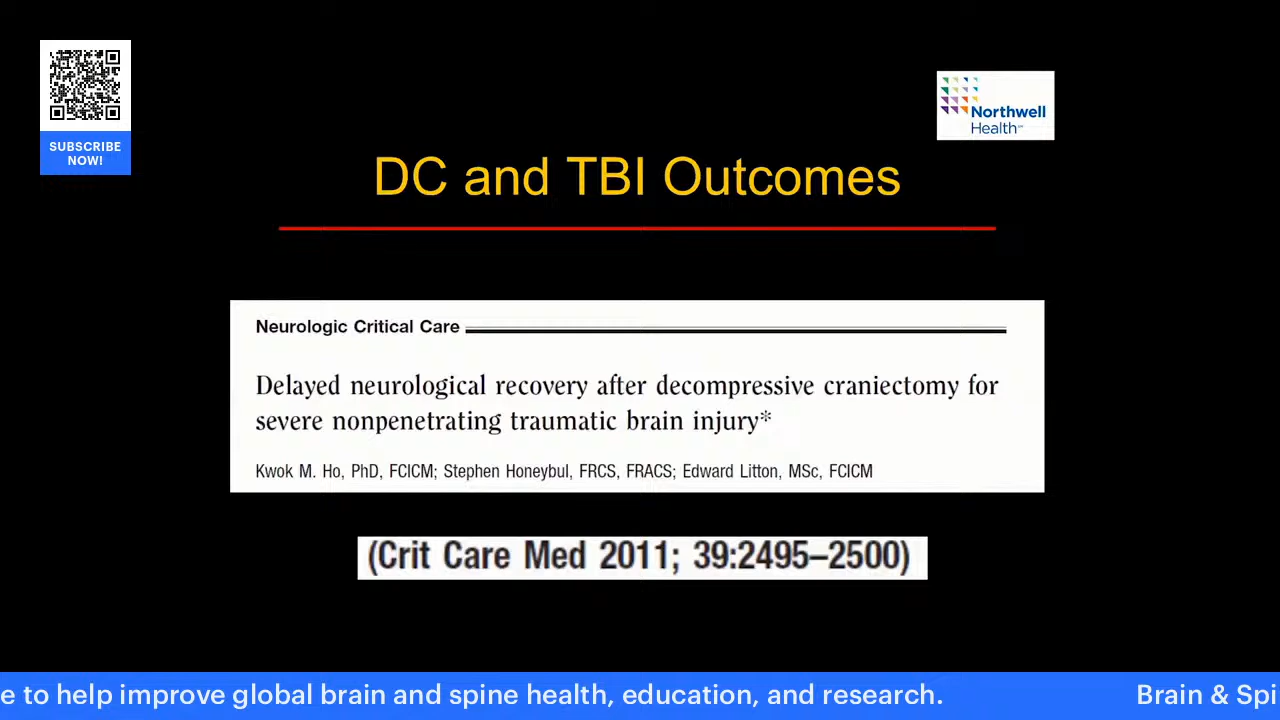 SUBSCRIBE
NOW!
Northwell
Health℠
DC and TBI Outcomes
Neurologic Critical Care
Delayed neurological recovery after decompressive craniectomy for
severe nonpenetrating traumatic brain injury*
Kwok M. Ho, PhD, FCICM; Stephen Honeybul, FRCS, FRACS; Edward Litton, MSc, FCICM
(Crit Care Med 2011; 39:2495–2500)
e to help improve global brain and spine health, education, and research. Brain & Spi